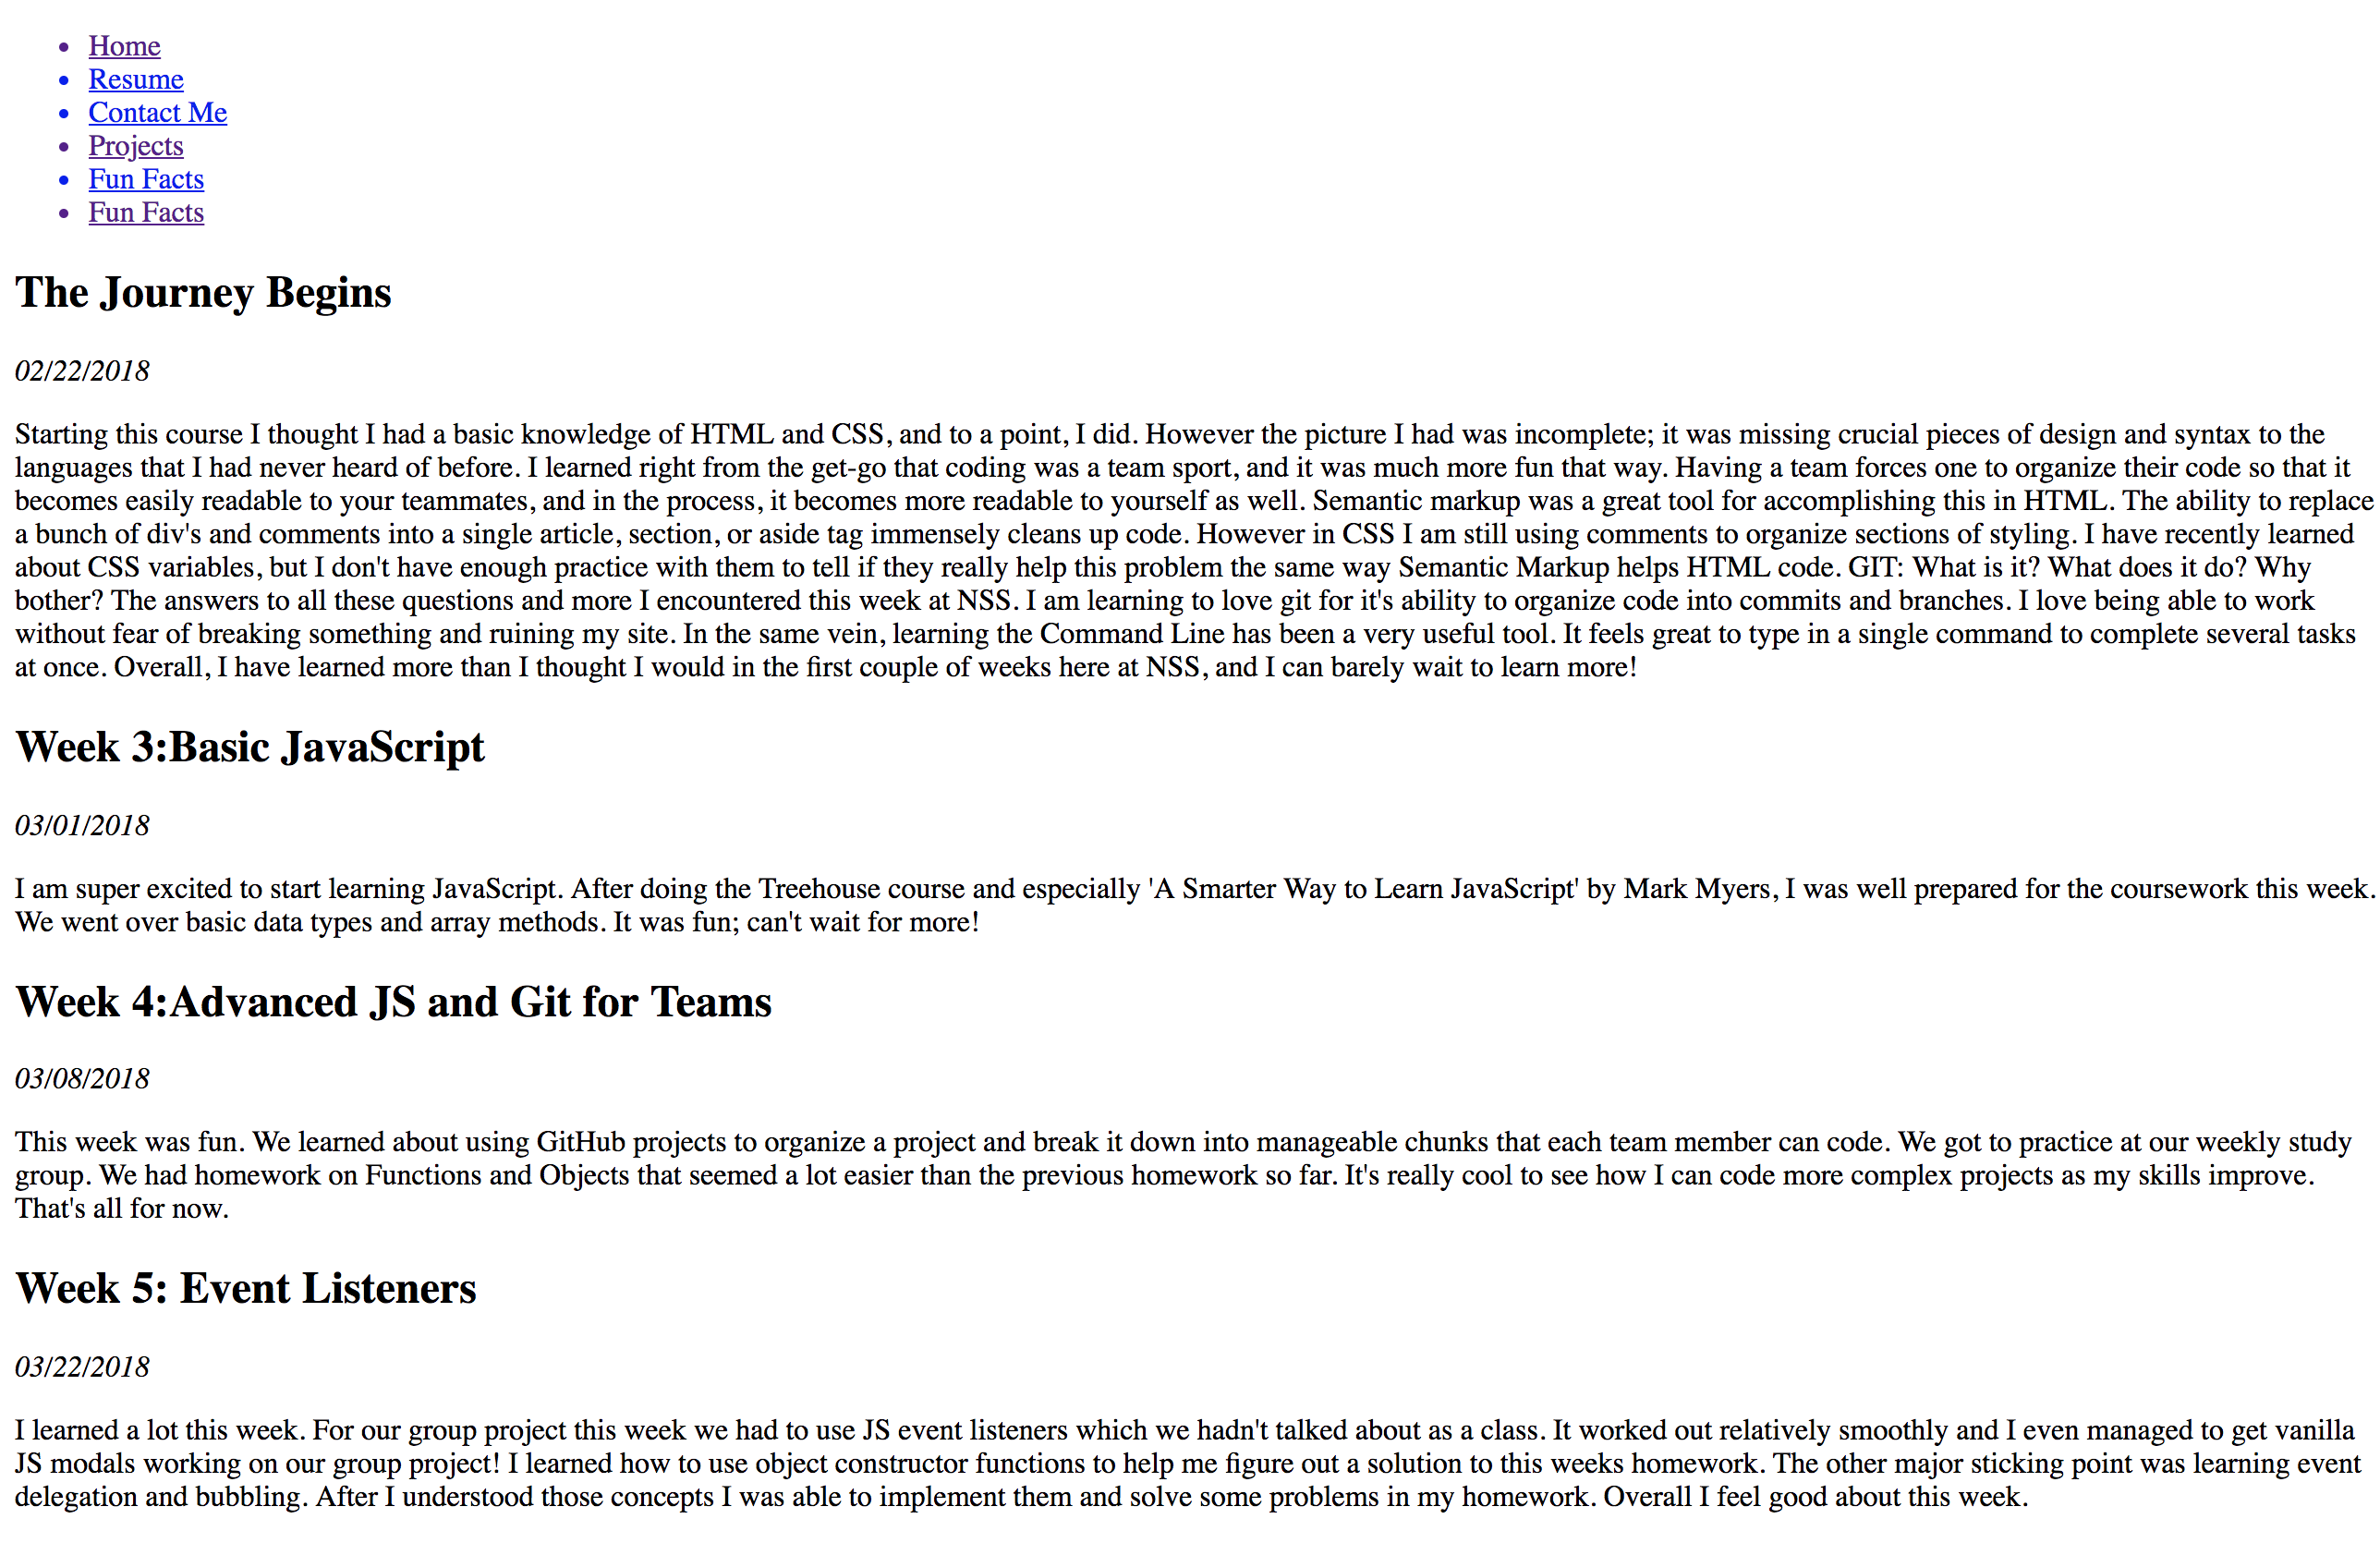 Home
Resume
Contact Me
Projects
Fun Facts
Fun Facts
The Journey Begins
02/22/2018
Starting this course I thought I had a basic knowledge of HTML and CSS, and to a point, I did. However the picture I had was incomplete; it was missing crucial pieces of design and syntax to the
languages that I had never heard of before. I learned right from the get-go that coding was a team sport, and it was much more fun that way. Having a team forces one to organize their code so that it
becomes easily readable to your teammates, and in the process, it becomes more readable to yourself as well. Semantic markup was a great tool for accomplishing this in HTML. The ability to replace
a bunch of div's and comments into a single article, section, or aside tag immensely cleans up code. However in CSS I am still using comments to organize sections of styling. I have recently learned
about CSS variables, but I don't have enough practice with them to tell if they really help this problem the same way Semantic Markup helps HTML code. GIT: What is it? What does it do? Why
bother? The answers to all these questions and more I encountered this week at NSS. I am learning to love git for it's ability to organize code into commits and branches. I love being able to work
without fear of breaking something and ruining my site. In the same vein, learning the Command Line has been a very useful tool. It feels great to type in a single command to complete several tasks
at once. Overall, I have learned more than I thought I would in the first couple of weeks here at NSS, and I can barely wait to learn more!
Week 3:Basic JavaScript
03/01/2018
I am super excited to start learning JavaScript. After doing the Treehouse course and especially 'A Smarter Way to Learn JavaScript' by Mark Myers, I was well prepared for the coursework this week.
We went over basic data types and array methods. It was fun; can't wait for more!
Week 4:Advanced JS and Git for Teams
03/08/2018
This week was fun. We learned about using GitHub projects to organize a project and break it down into manageable chunks that each team member can code. We got to practice at our weekly study
group. We had homework on Functions and Objects that seemed a lot easier than the previous homework so far. It's really cool to see how I can code more complex projects as my skills improve.
That's all for now.
Week 5: Event Listeners
03/22/2018
I learned a lot this week. For our group project this week we had to use JS event listeners which we hadn't talked about as a class. It worked out relatively smoothly and I even managed to get vanilla
JS modals working on our group project! I learned how to use object constructor functions to help me figure out a solution to this weeks homework. The other major sticking point was learning event
delegation and bubbling. After I understood those concepts I was able to implement them and solve some problems in my homework. Overall I feel good about this week.